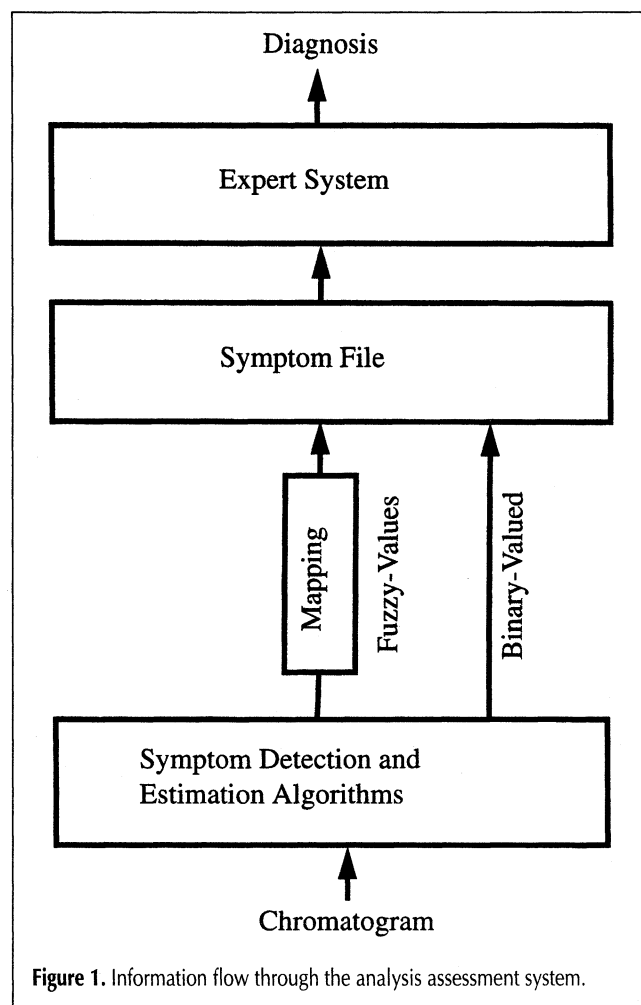 Diagnosis
Expert System
Symptom File
Mapping
Fuzzy-Values
Binary-Valued
Symptom Detection and
Estimation Algorithms
Chromatogram
Figure 1. Information flow through the analysis assessment system.